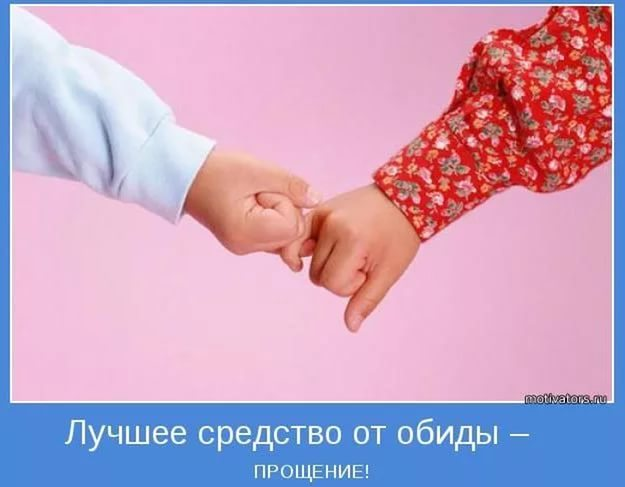 motivators.ru
Лучшее средство от обиды –
ПРОЩЕНИЕ!